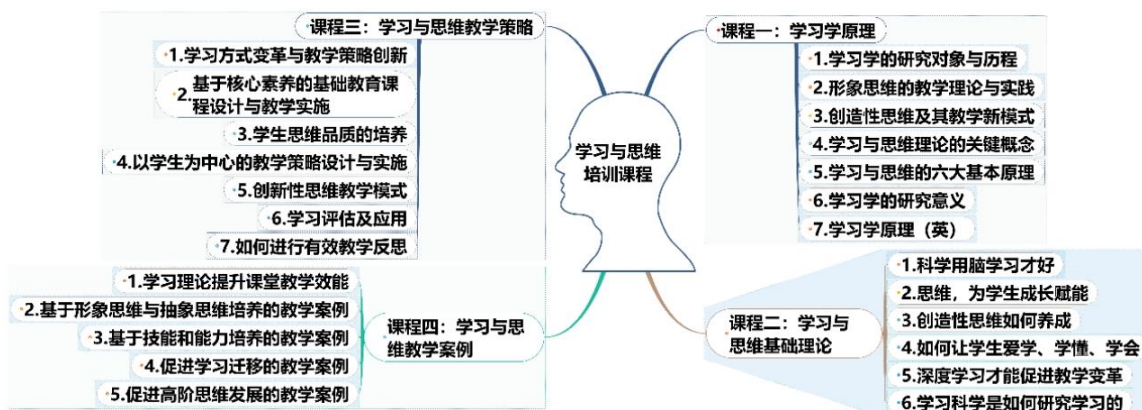 学习与思维
培训课程
课程一：学习学原理
1.学习学的研究对象与历程
2.形象思维的教学理论与实践
3.创造性思维及其教学新模式
4.学习与思维理论的关键概念
5.学习与思维的六大基本原理
6.学习学的研究意义
7.学习学原理（英）
课程二：学习与
思维基础理论
1.科学用脑学习才好
2.思维，为学生成长赋能
3.创造性思维如何养成
4.如何让学生爱学、学懂、学会
5.深度学习才能促进教学变革
6.学习科学是如何研究学习的
课程三：学习与思维教学策略
1.学习方式变革与教学策略创新
2.基于核心素养的基础教育课
程设计与教学实施
3.学生思维品质的培养
4.以学生为中心的教学策略设计与实施
5.创新性思维教学模式
6.学习评估及应用
7.如何进行有效教学反思
课程四：学习与思
维教学案例
1.学习理论提升课堂教学效能
2.基于形象思维与抽象思维培养的教学案例
3.基于技能和能力培养的教学案例
4.促进学习迁移的教学案例
5.促进高阶思维发展的教学案例